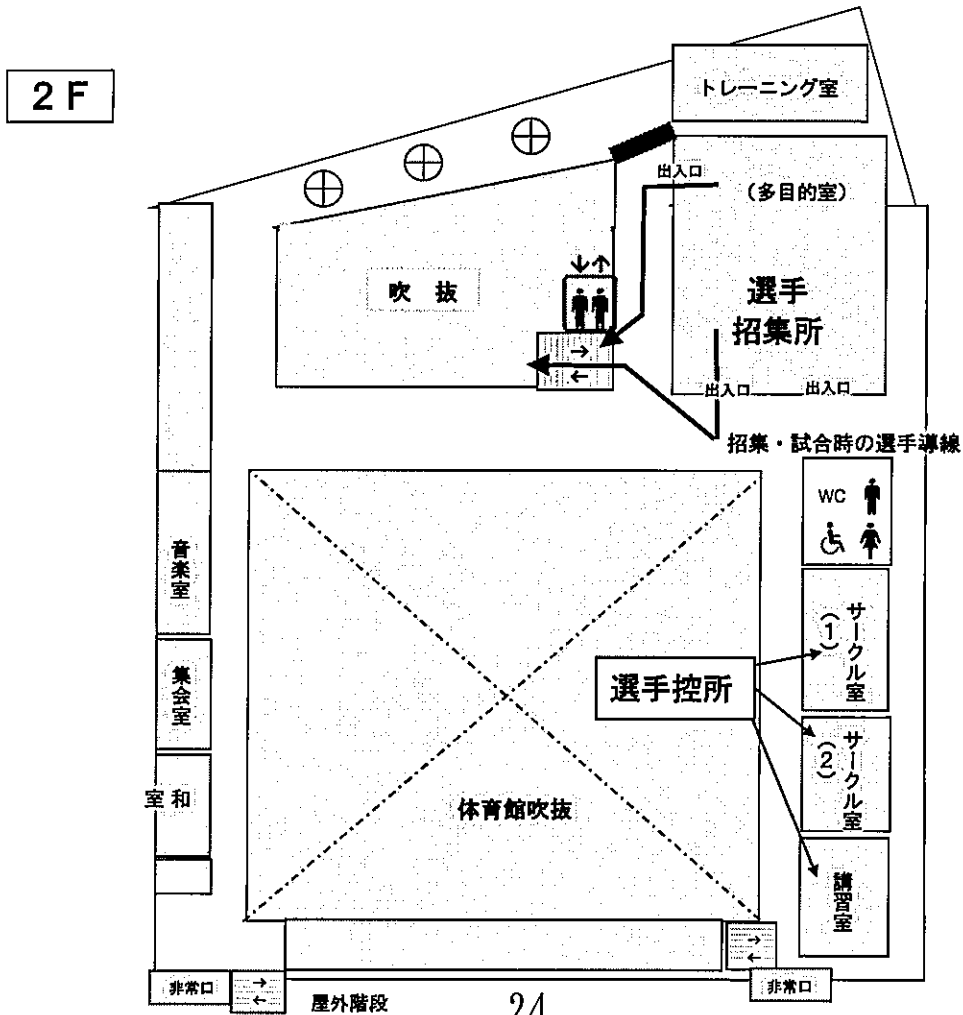 2F
トレーニング室
出入口
(多目的室)
吹 抜
選手
招集所
出入口
出入口
招集・試合時の選手導線
WC
音楽室
サークル室
(1)
集会室
選手控所
サークル室
(2)
和室
体育館吹抜
講習室
非常口
屋外階段
24
非常口